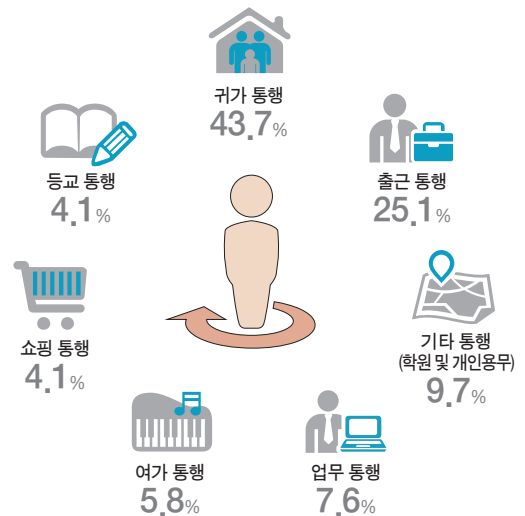 귀가 통행
43.7%
출근 통행
25.1%
기타 통행
(학원 및 개인용무)
9.7%
업무 통행
7.6%
여가 통행
5.8%
쇼핑 통행
4.1%
등교 통행
4.1%